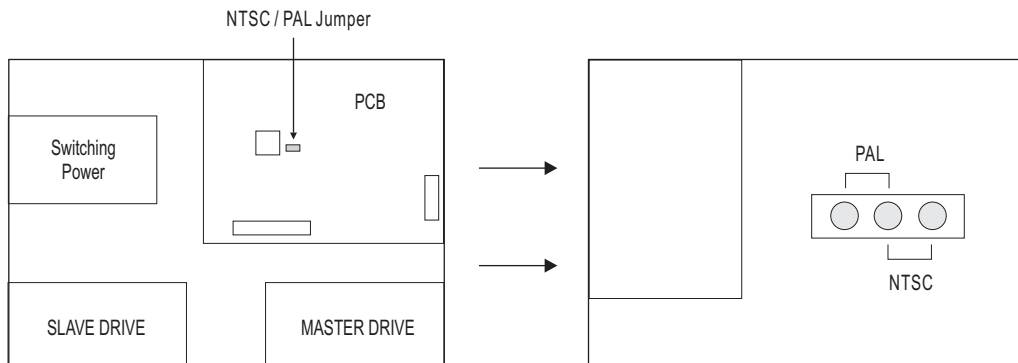 NTSC / PAL Jumper
PCB
Switching
Power
SLAVE DRIVE
MASTER DRIVE
PAL
NTSC